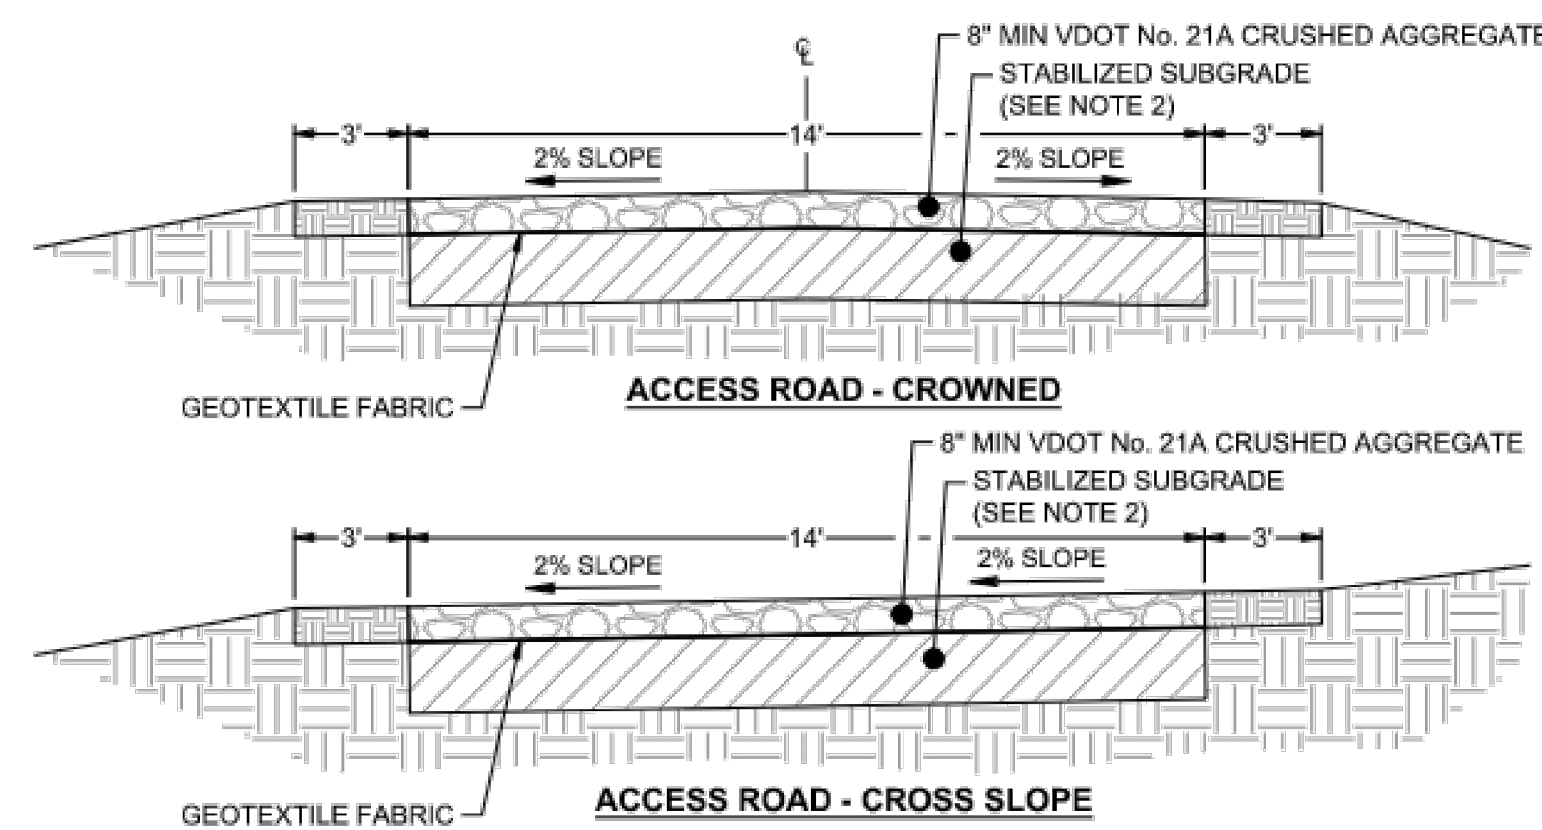 8" MIN VDOT No. 21A CRUSHED AGGREGATE
℄
STABILIZED SUBGRADE
(SEE NOTE 2)
3' 14' 3'
2% SLOPE 2% SLOPE
ACCESS ROAD - CROWNED
GEOTEXTILE FABRIC
8" MIN VDOT No. 21A CRUSHED AGGREGATE
STABILIZED SUBGRADE
(SEE NOTE 2)
3' 14' 3'
2% SLOPE 2% SLOPE
ACCESS ROAD - CROSS SLOPE
GEOTEXTILE FABRIC